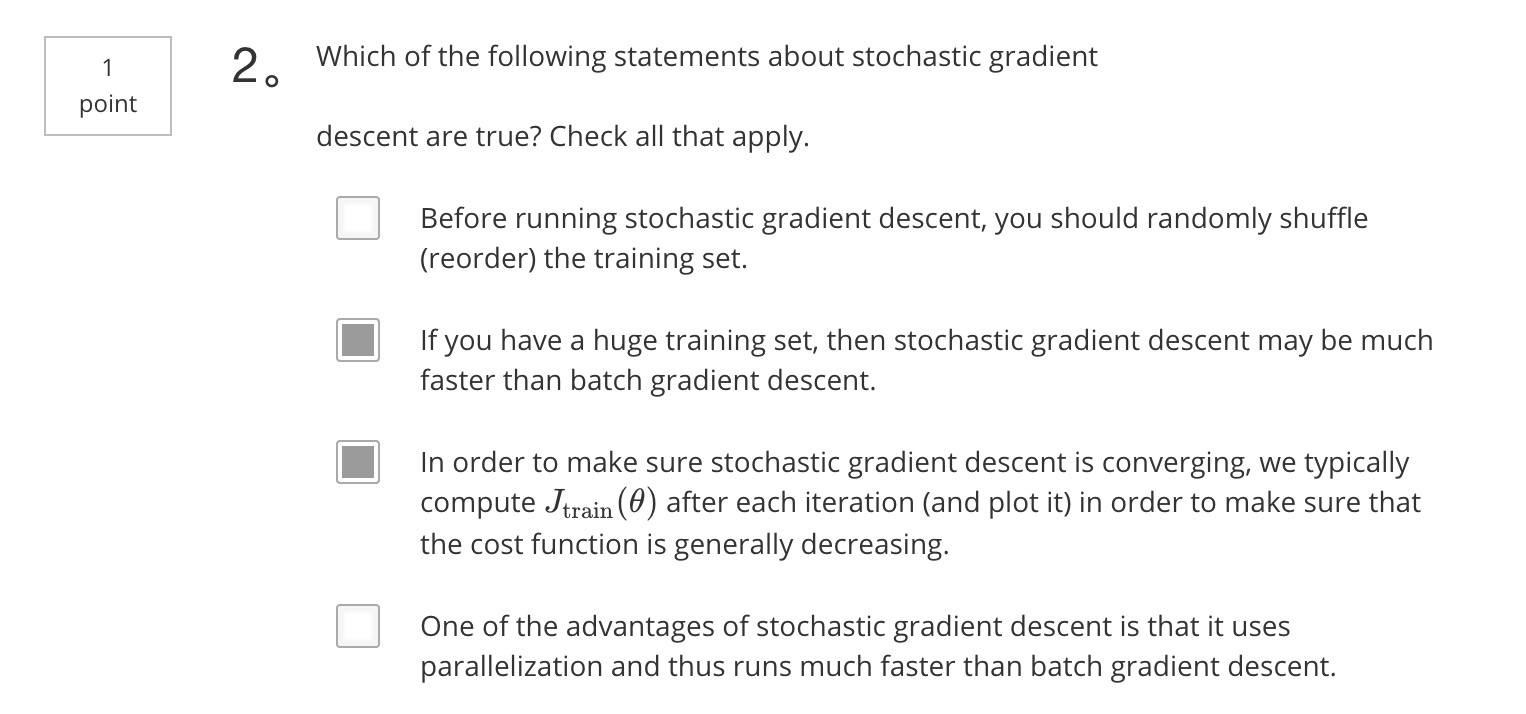 1
point
2。
Which of the following statements about stochastic gradient
descent are true? Check all that apply.
Before running stochastic gradient descent, you should randomly shuffle
(reorder) the training set.
If you have a huge training set, then stochastic gradient descent may be much
faster than batch gradient descent.
In order to make sure stochastic gradient descent is converging, we typically
compute J_train(θ) after each iteration (and plot it) in order to make sure that
the cost function is generally decreasing.
One of the advantages of stochastic gradient descent is that it uses
parallelization and thus runs much faster than batch gradient descent.